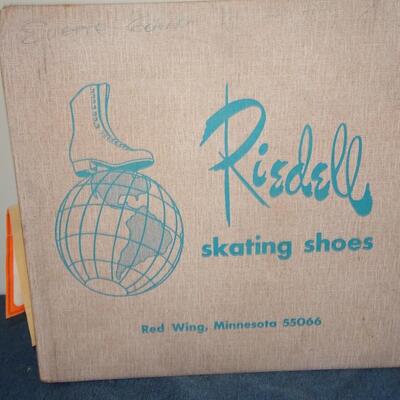 Riedell
skating shoes
Red Wing, Minnesota 55066